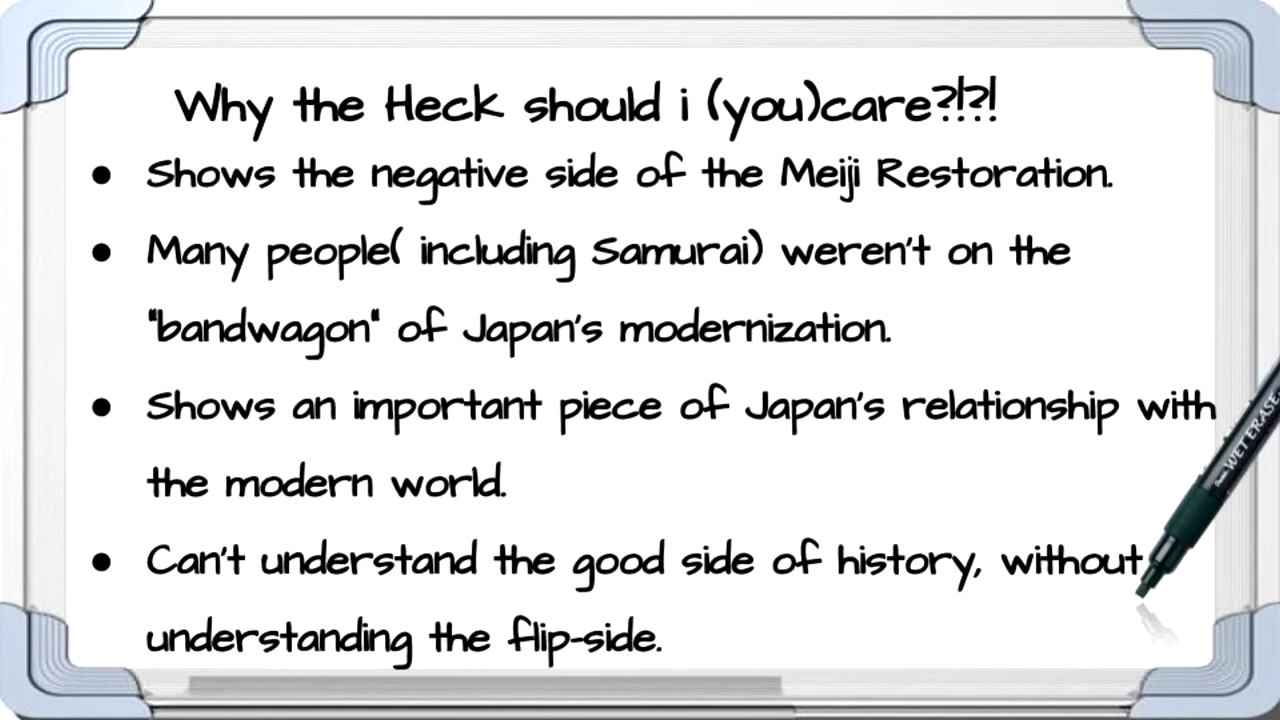 Why the Heck should i (you)care?!?!
● Shows the negative side of the Meiji Restoration.
● Many people( including Samurai) weren't on the
"bandwagon" of Japan's modernization.
● Shows an important piece of Japan's relationship with
the modern world.
● Can't understand the good side of history, without
understanding the flip-side.
WET ERASE